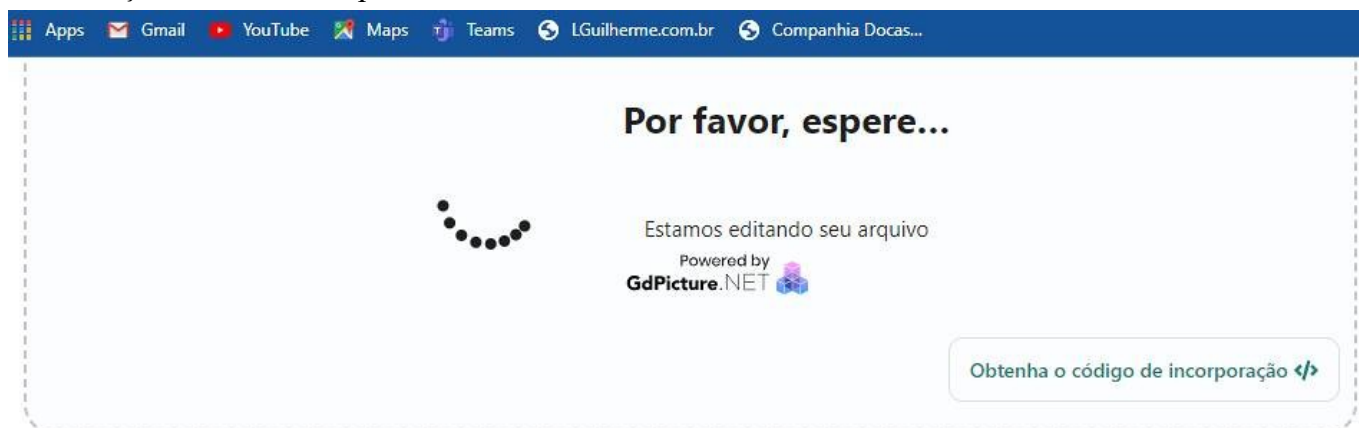 Apps Gmail YouTube Maps Teams LGuilherme.com.br Companhia Docas...
Por favor, espere...
Estamos editando seu arquivo
Powered by
GdPicture.NET
Obtenha o código de incorporação </>